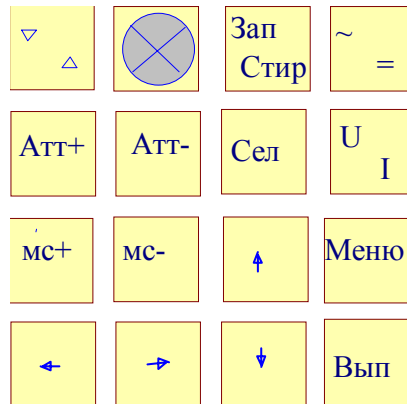 Зап
Стир
~
=
Атт+
Атт-
Сел
U
I
мс+
мс-
Меню
Вып